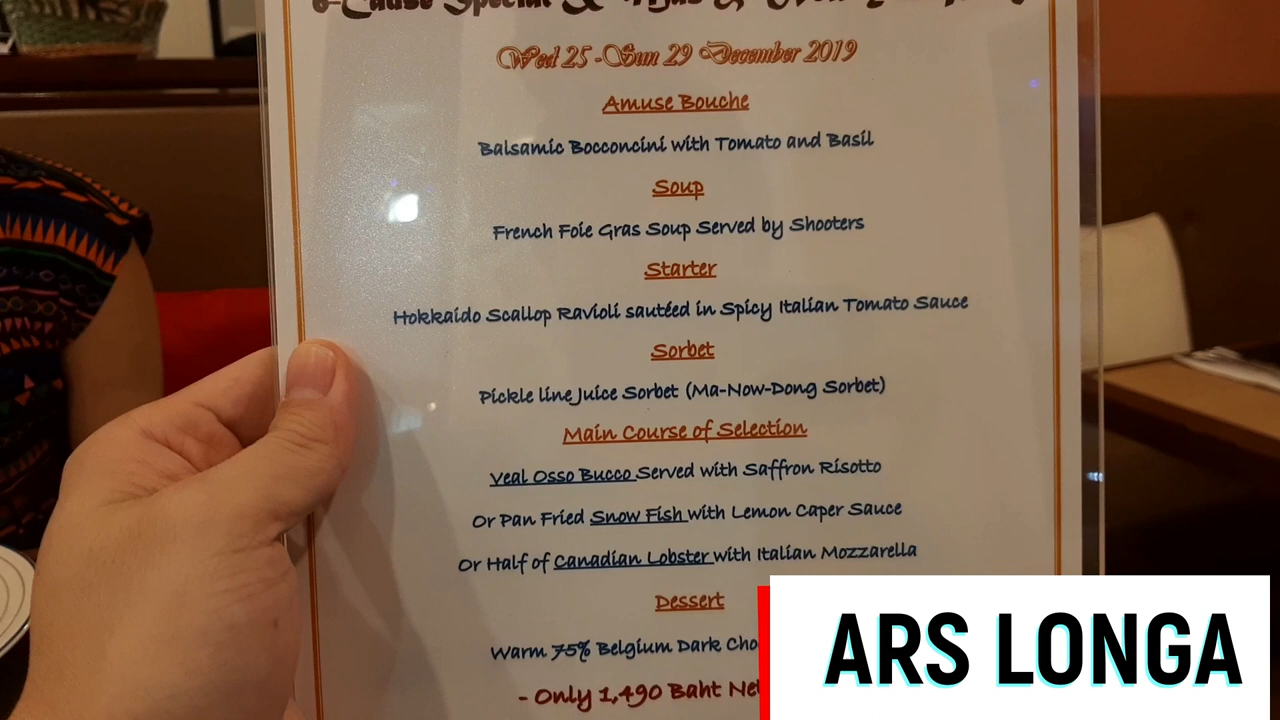 Special &
Wed 25 -Sun 29 December 2019
Amuse Bouche
Balsamic Bocconcini with Tomato and Basil
Soup
French Foie Gras Soup Served by Shooters
Starter
Hokkaido Scallop Ravioli sautéed in Spicy Italian Tomato Sauce
Sorbet
Pickle line Juice Sorbet (Ma-Now-Dong Sorbet)
Main Course of Selection
Veal Osso Bucco Served with Saffron Risotto
Or Pan Fried Snow Fish with Lemon Caper Sauce
Or Half of Canadian Lobster with Italian Mozzarella
Dessert
Warm 75% Belgium Dark
- Only 1,490 Baht
ARS LONGA